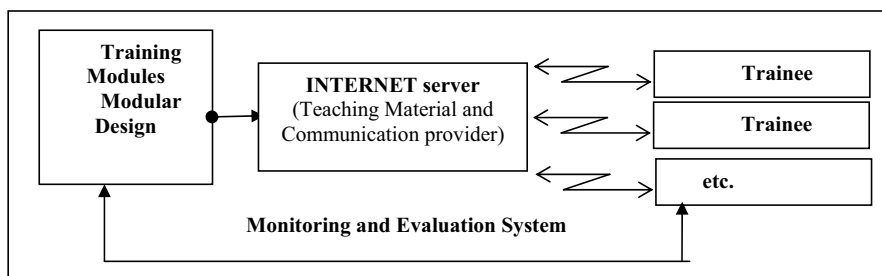 Training
Modules
Modular
Design
INTERNET server
(Teaching Material and
Communication provider)
Trainee
Trainee
etc.
Monitoring and Evaluation System